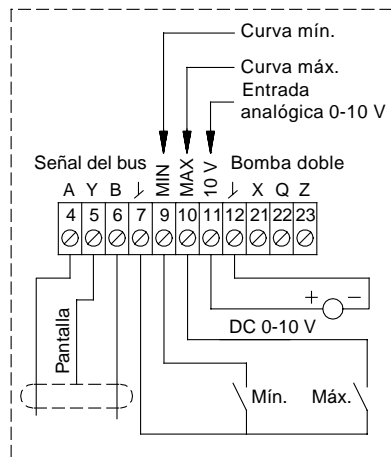 Curva mín.
Curva máx.
Entrada
analógica 0-10 V
Señal del bus
MIN
MAX
10 V
Bomba doble
A Y B X Q Z
4 5 6 7 9 10 11 12 21 22 23
+ −
DC 0-10 V
Pantalla
Mín. Máx.